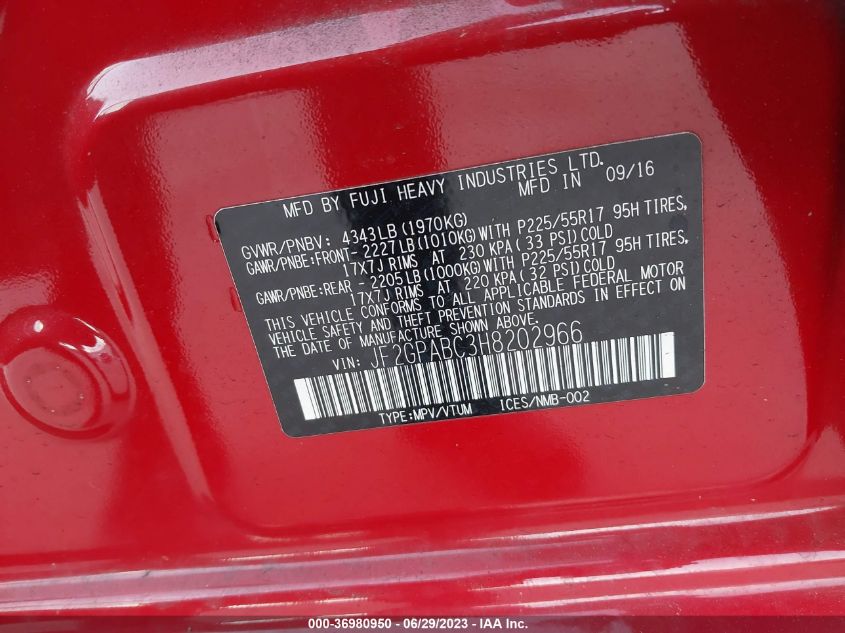 MFD BY FUJI HEAVY INDUSTRIES LTD.
MFD IN 09/16
GVWR/PNBV: 4343LB(1970KG)
GAWR/PNBE:FRONT-2227LB(1010KG)WITH P225/55R17 95H TIRES,
17X7J RIMS AT 230 KPA(33 PSI)COLD
GAWR/PNBE:REAR -2205LB(1000KG)WITH P225/55R17 95H TIRES,
17X7J RIMS AT 220 KPA(32 PSI)COLD
THIS VEHICLE CONFORMS TO ALL APPLICABLE FEDERAL MOTOR
VEHICLE SAFETY AND THEFT PREVENTION STANDARDS IN EFFECT ON
THE DATE OF MANUFACTURE SHOWN ABOVE.
VIN: JF2GPABC3H8202966
TYPE:MPV/VTUM ICES/NMB-002
000-36980950 - 06/29/2023 - IAA Inc.